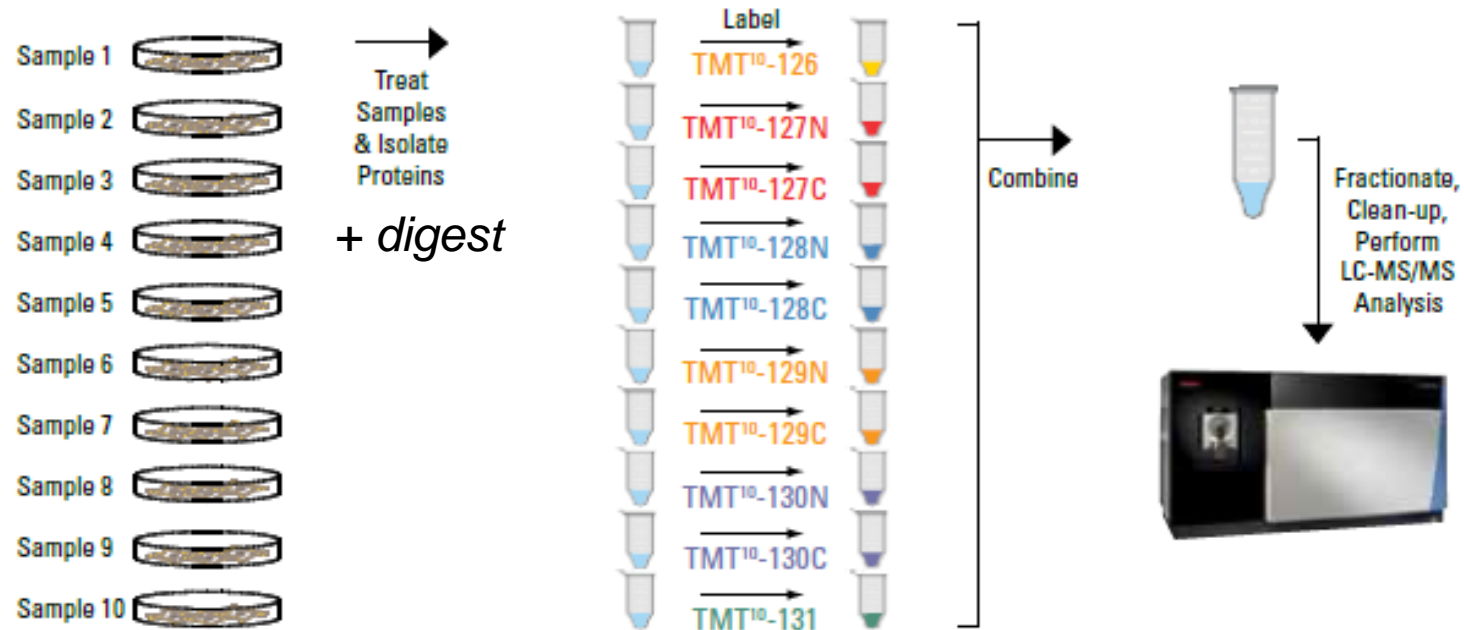 Sample 1
Sample 2
Sample 3
Sample 4
Sample 5
Sample 6
Sample 7
Sample 8
Sample 9
Sample 10
Treat
Samples
& Isolate
Proteins
+ digest
Label
TMT¹⁰-126
TMT¹⁰-127N
TMT¹⁰-127C
TMT¹⁰-128N
TMT¹⁰-128C
TMT¹⁰-129N
TMT¹⁰-129C
TMT¹⁰-130N
TMT¹⁰-130C
TMT¹⁰-131
Combine
Fractionate,
Clean-up,
Perform
LC-MS/MS
Analysis